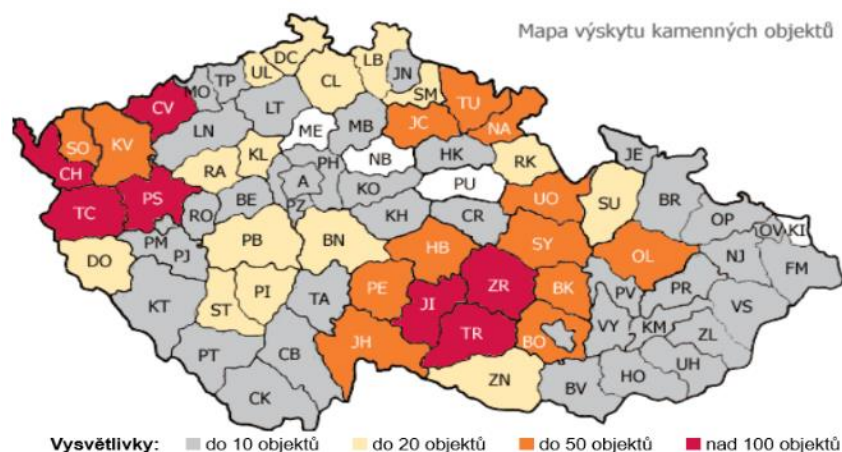 Mapa výskytu kamenných objektů
DC
LB
UL
JN
TP
CL
MO
SM
CV
LT
TU
LN
ME
MB
JC
NA
SO
KV
KL
CH
RA
PH
NB
HK
RK
JE
A
TC
PS
BE
KO
PU
UO
SU
BR
RO
PZ
KH
CR
OP
OV
KI
PM
PB
BN
HB
SY
DO
PJ
OL
NJ
FM
KT
ST
PI
TA
PE
JI
ZR
BK
PV
PR
VS
TR
VY
KM
ZL
PT
CB
JH
BO
UH
CK
ZN
BV
HO
Vysvětlivky: do 10 objektů do 20 objektů do 50 objektů nad 100 objektů